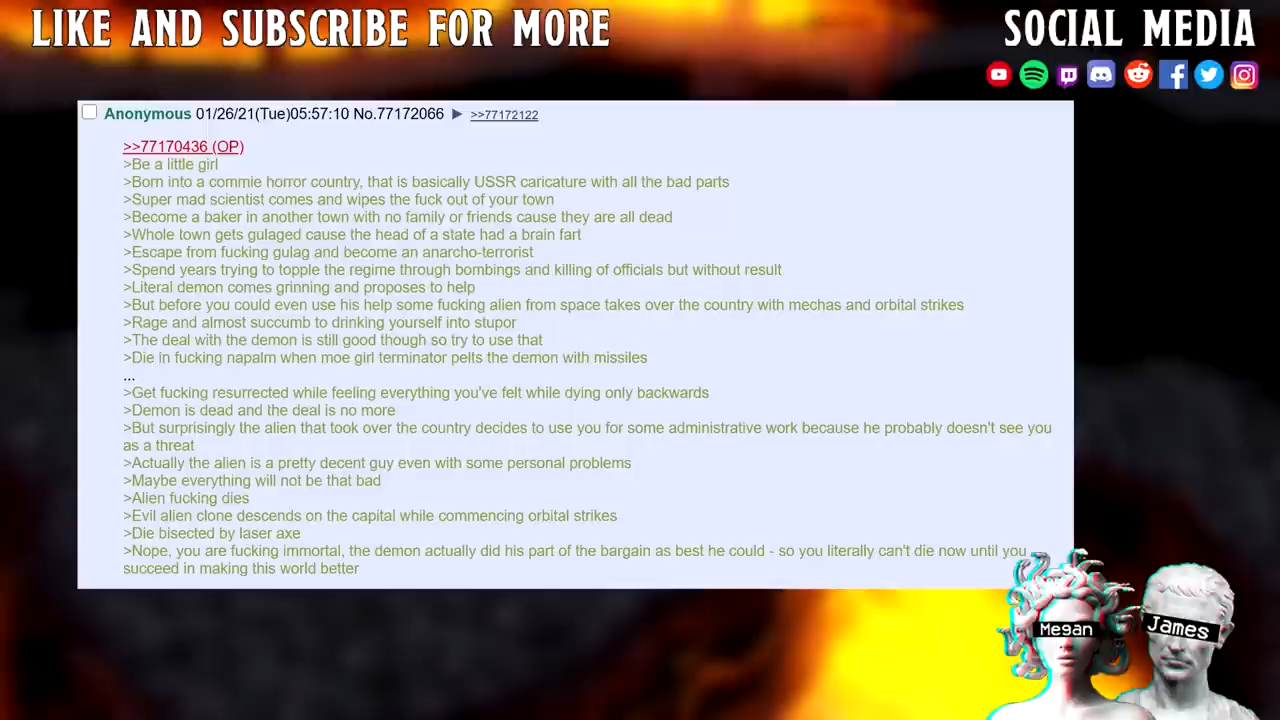 LIKE AND SUBSCRIBE FOR MORE
SOCIAL MEDIA
Anonymous 01/26/21(Tue)05:57:10 No.77172066 ▶ >>77172122
>>77170436 (OP)
>Be a little girl
>Born into a commie horror country, that is basically USSR caricature with all the bad parts
>Super mad scientist comes and wipes the fuck out of your town
>Become a baker in another town with no family or friends cause they are all dead
>Whole town gets gulaged cause the head of a state had a brain fart
>Escape from fucking gulag and become an anarcho-terrorist
>Spend years trying to topple the regime through bombings and killing of officials but without result
>Literal demon comes grinning and proposes to help
>But before you could even use his help some fucking alien from space takes over the country with mechas and orbital strikes
>Rage and almost succumb to drinking yourself into stupor
>The deal with the demon is still good though so try to use that
>Die in fucking napalm when moe girl terminator pelts the demon with missiles
...
>Get fucking resurrected while feeling everything you've felt while dying only backwards
>Demon is dead and the deal is no more
>But surprisingly the alien that took over the country decides to use you for some administrative work because he probably doesn't see you
as a threat
>Actually the alien is a pretty decent guy even with some personal problems
>Maybe everything will not be that bad
>Alien fucking dies
>Evil alien clone descends on the capital while commencing orbital strikes
>Die bisected by laser axe
>Nope, you are fucking immortal, the demon actually did his part of the bargain as best he could - so you literally can't die now until you
succeed in making this world better
Megan
James